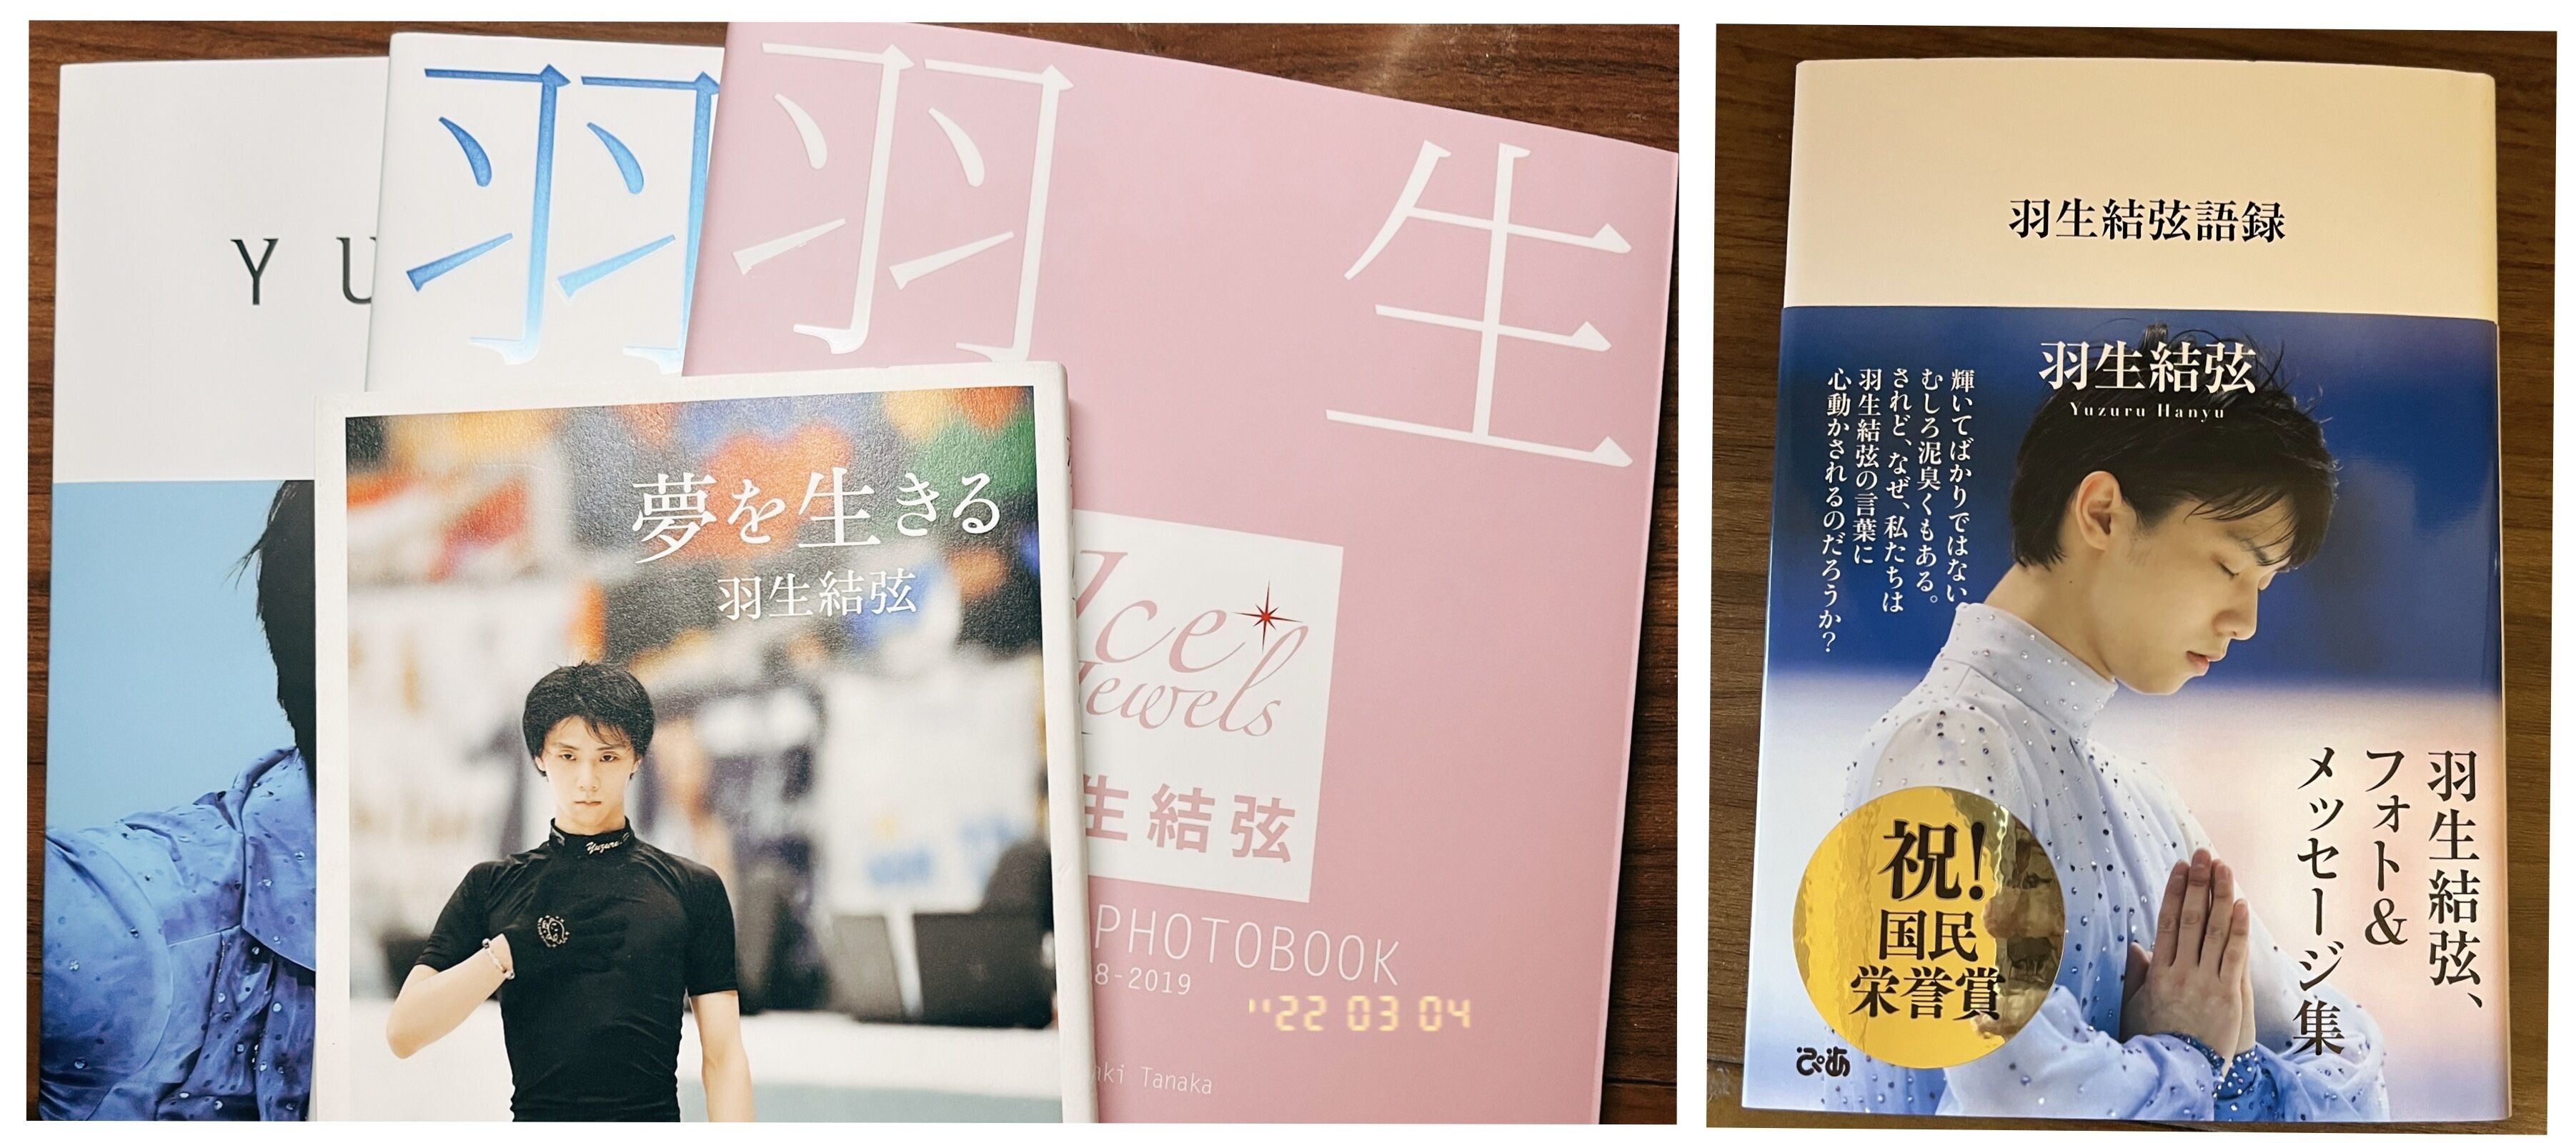 Y U
羽
羽 生
夢を生きる
羽生結弦
Yuzuru
Ice
Jewels
生結弦
PHOTOBOOK
8-2019
'22 03 04
aki Tanaka
羽生結弦語録
羽生結弦
Yuzuru Hanyu
輝いてばかりではない、
むしろ泥臭くもある。
されど、なぜ、私たちは
羽生結弦の言葉に
心動かされるのだろうか?
羽生結弦、
フォト&
メッセージ集
祝!
国民
栄誉賞
ぴあ